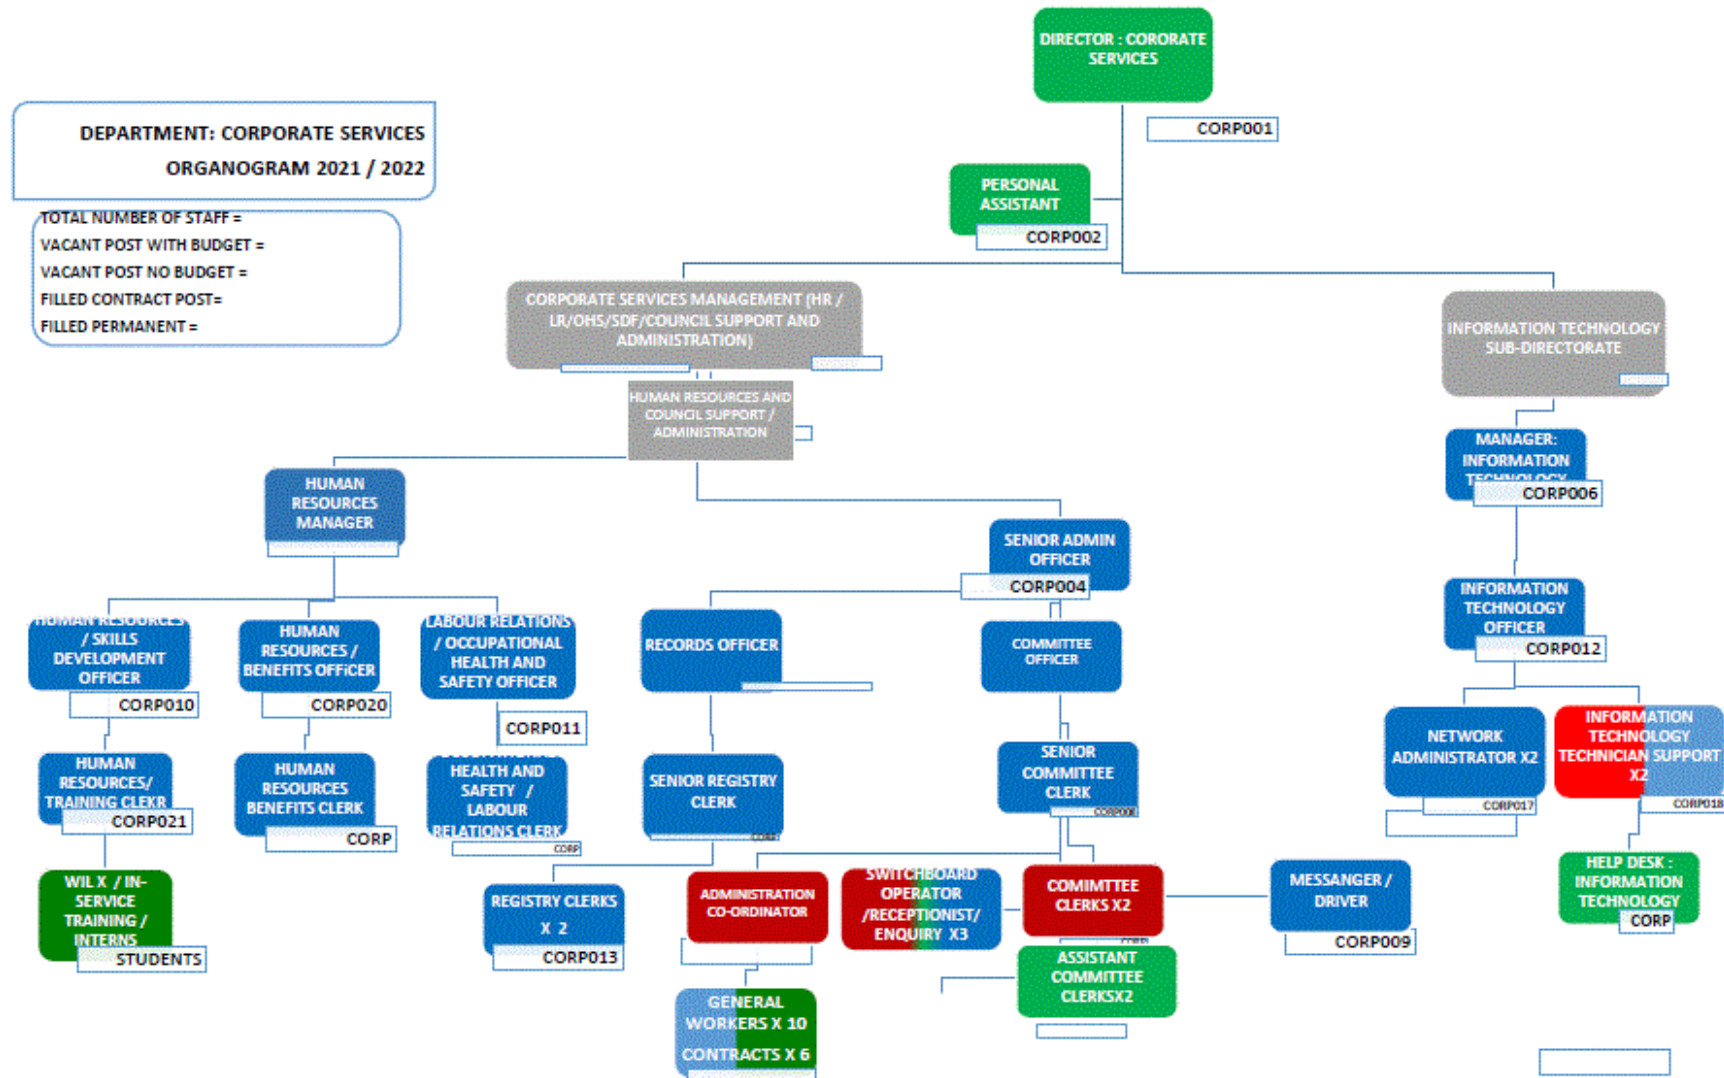 DIRECTOR : CORORATE
SERVICES
CORP001
DEPARTMENT: CORPORATE SERVICES
ORGANOGRAM 2021 / 2022
PERSONAL
ASSISTANT
CORP002
TOTAL NUMBER OF STAFF =
VACANT POST WITH BUDGET =
VACANT POST NO BUDGET =
FILLED CONTRACT POST=
FILLED PERMANENT =
CORPORATE SERVICES MANAGEMENT (HR /
LR/OHS/SDF/COUNCIL SUPPORT AND
ADMINISTRATION)
INFORMATION TECHNOLOGY
SUB-DIRECTORATE
HUMAN RESOURCES AND
COUNCIL SUPPORT /
ADMINISTRATION
MANAGER:
INFORMATION
TECHNOLOGY
CORP006
HUMAN
RESOURCES
MANAGER
SENIOR ADMIN
OFFICER
CORP004
INFORMATION
TECHNOLOGY
OFFICER
CORP012
HUMAN RESOURCES
/ SKILLS
DEVELOPMENT
OFFICER
CORP010
HUMAN
RESOURCES /
BENEFITS OFFiCER
CORP020
LABOUR RELATIONS
/ OCCUPATIONAL
HEALTH AND
SAFETY OFFICER
CORP011
RECORDS OFFICER
COMMITTEE
OFFICER
NETWORK
ADMINISTRATOR X2
CORP017
INFORMATION
TECHNOLOGY
TECHNICIAN SUPPORT
X2
CORP018
HUMAN
RESOURCES/
TRAINING CLEKR
CORP021
HUMAN
RESOURCES
BENEFITS CLERK
CORP
HEALTH AND
SAFETY /
LABOUR
RELATIONS CLERK
CORP
SENIOR REGISTRY
CLERK
CORP
SENIOR
COMMITTEE
CLERK
CORP008
WIL X / IN-
SERVICE
TRAINING /
INTERNS
STUDENTS
REGISTRY CLERKS
X 2
CORP013
ADMINISTRATION
CO-ORDINATOR
SWITCHBOARD
OPERATOR
/RECEPTIONIST/
ENQUIRY X3
COMIMTTEE
CLERKS X2
MESSANGER /
DRIVER
CORP009
HELP DESK :
INFORMATION
TECHNOLOGY
CORP
ASSISTANT
COMMITTEE
CLERKSX2
GENERAL
WORKERS X 10
CONTRACTS X 6